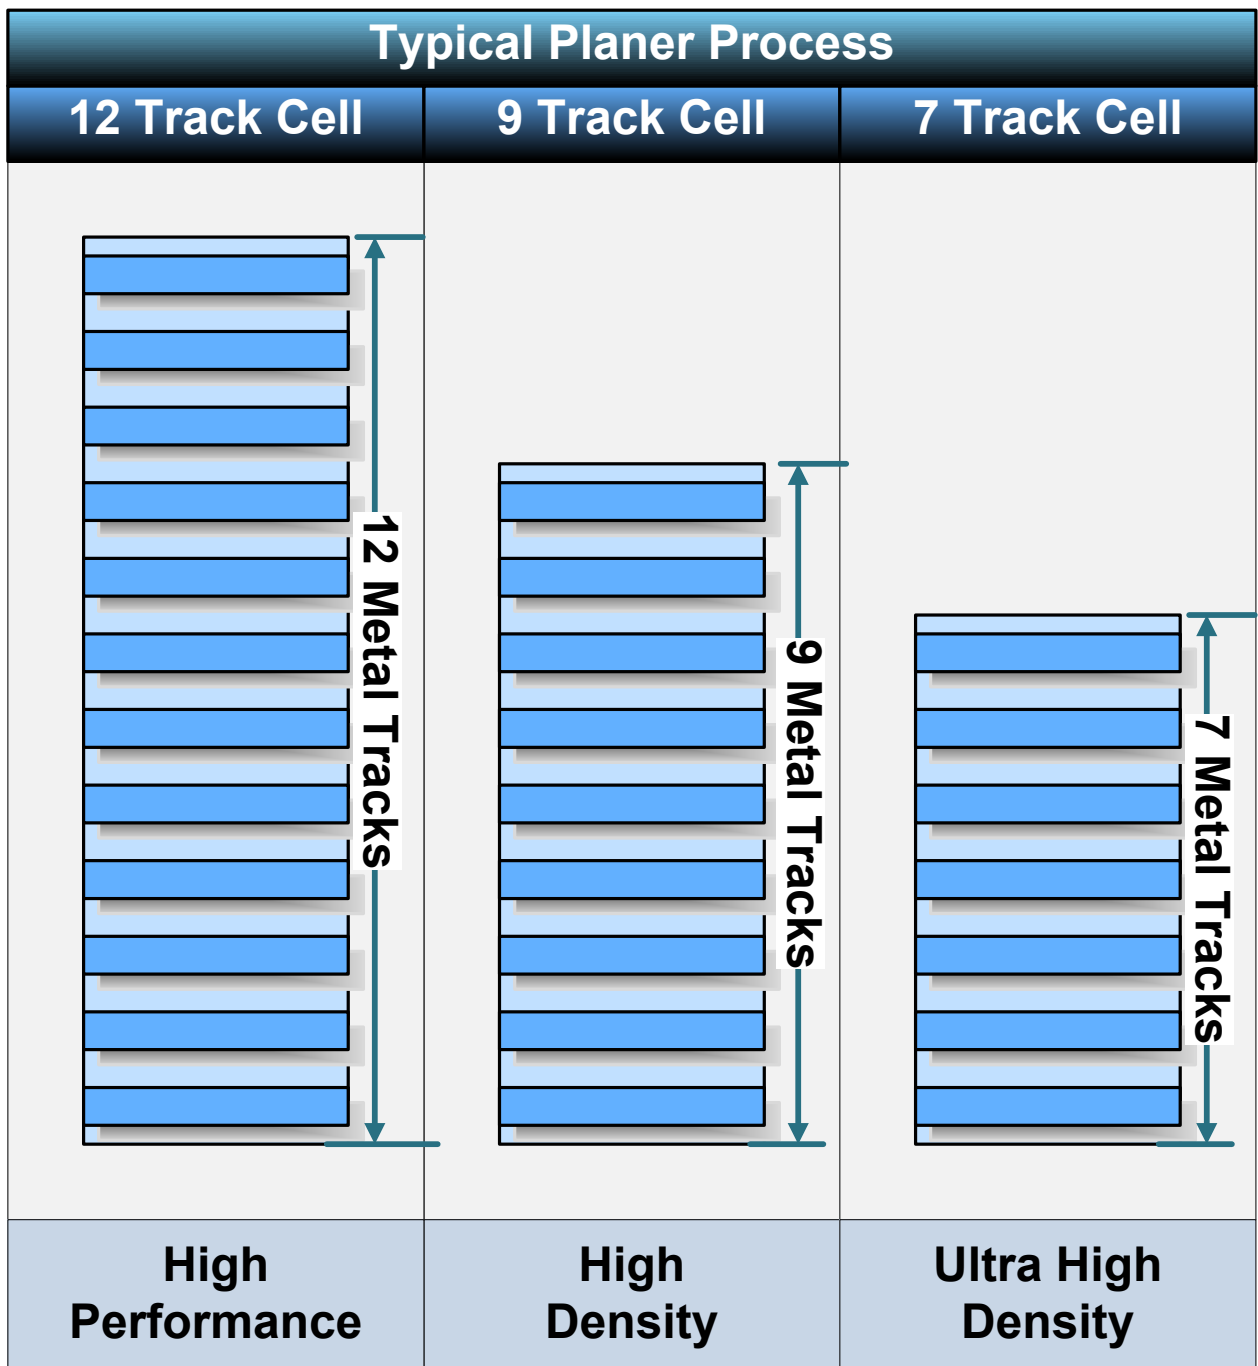 Typical Planer Process
12 Track Cell
9 Track Cell
7 Track Cell
12 Metal Tracks
9 Metal Tracks
7 Metal Tracks
High
Performance
High
Density
Ultra High
Density